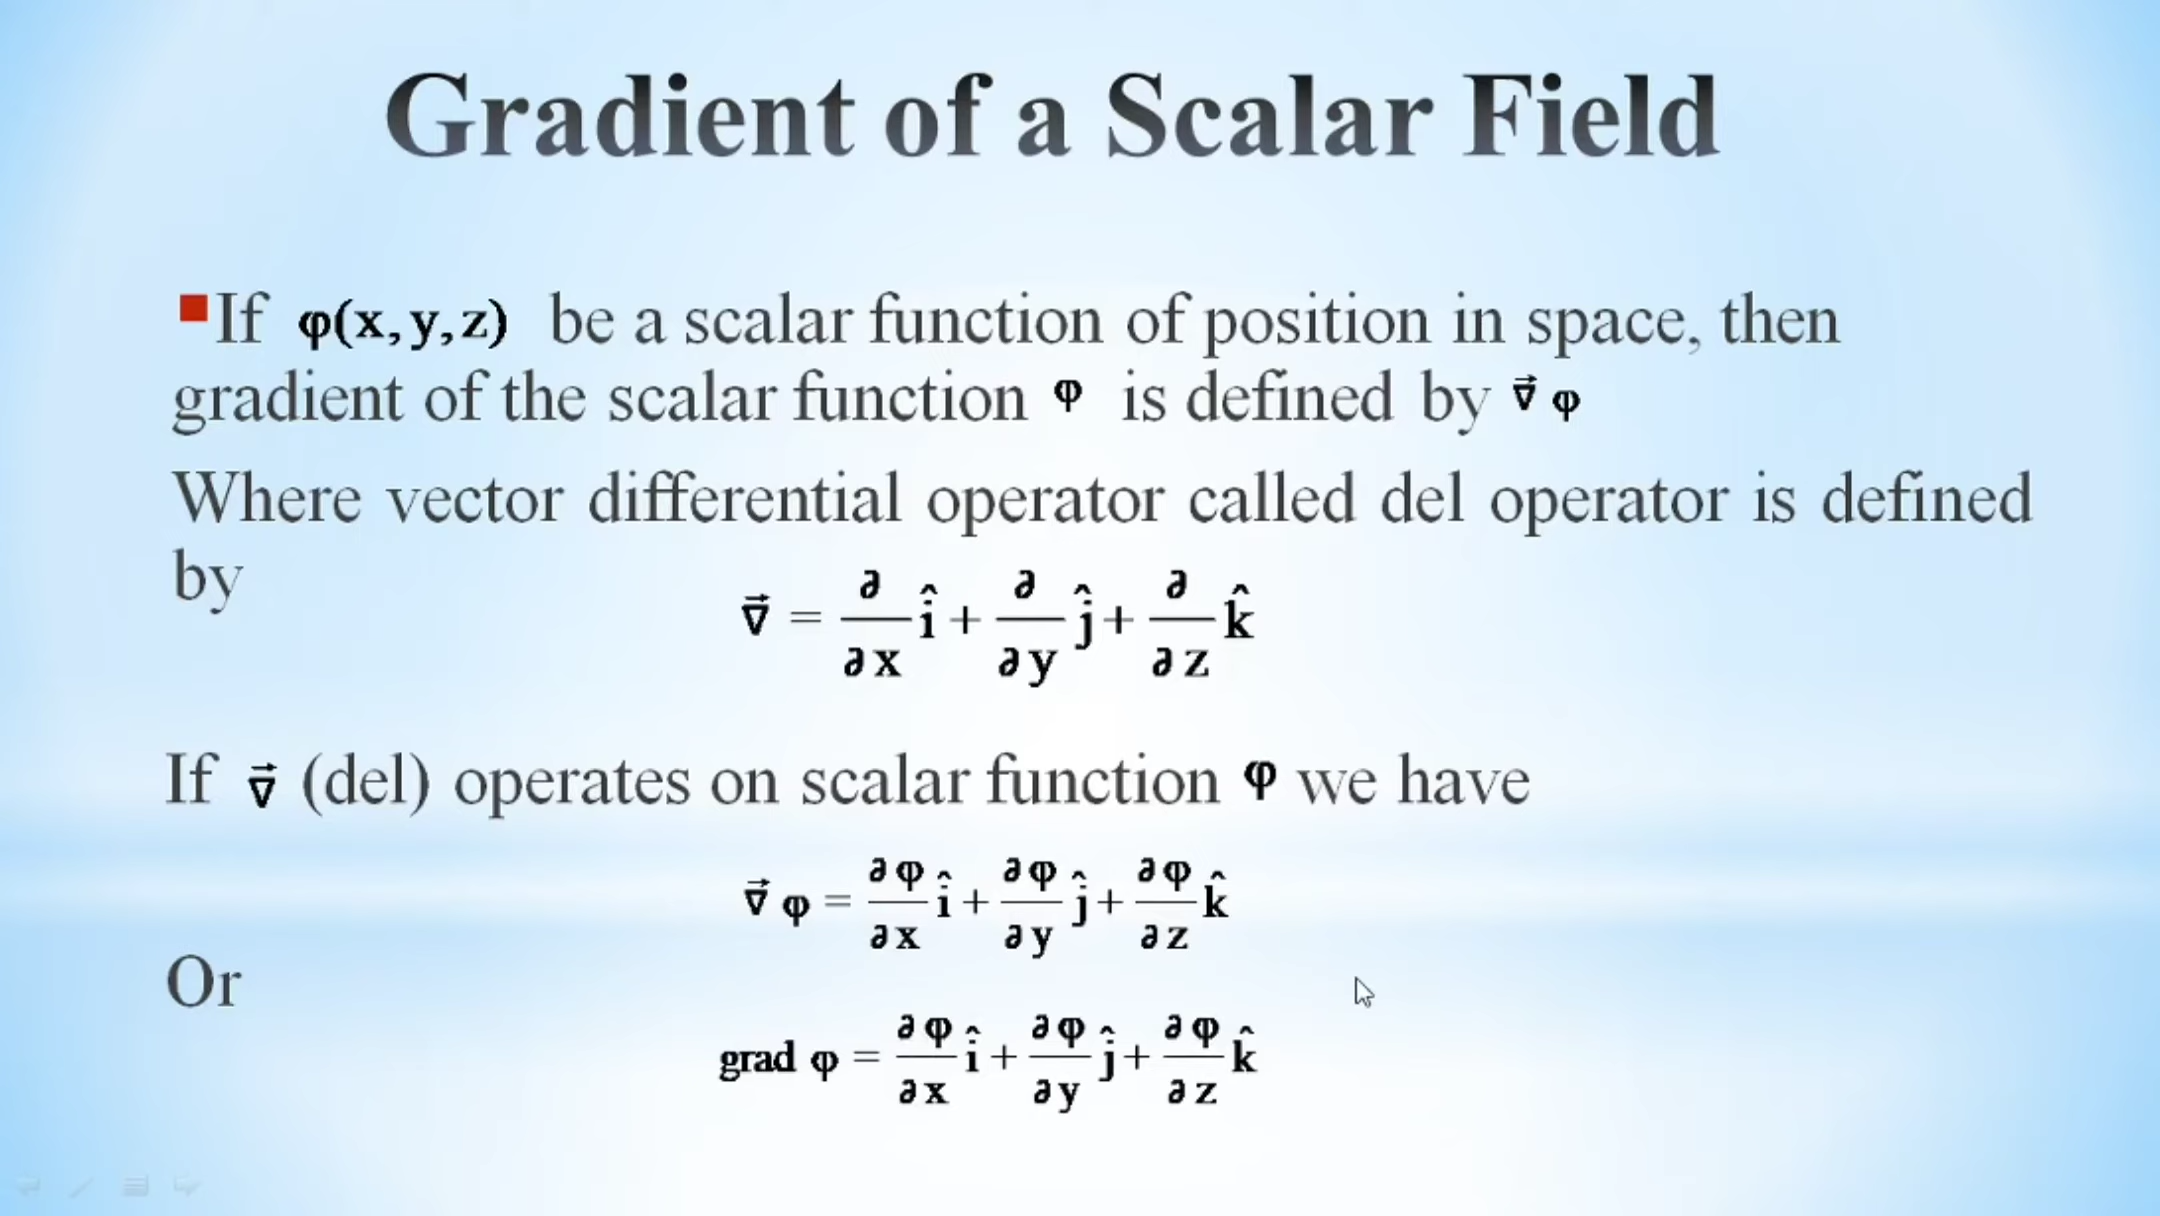 Gradient of a Scalar Field
▪If φ(x,y,z) be a scalar function of position in space, then
gradient of the scalar function φ is defined by ∇⃗ φ
Where vector differential operator called del operator is defined
by
∇⃗ = ∂/∂x î + ∂/∂y ĵ + ∂/∂z k̂
If ∇⃗ (del) operates on scalar function φ we have
∇⃗ φ = ∂φ/∂x î + ∂φ/∂y ĵ + ∂φ/∂z k̂
Or
grad φ = ∂φ/∂x î + ∂φ/∂y ĵ + ∂φ/∂z k̂